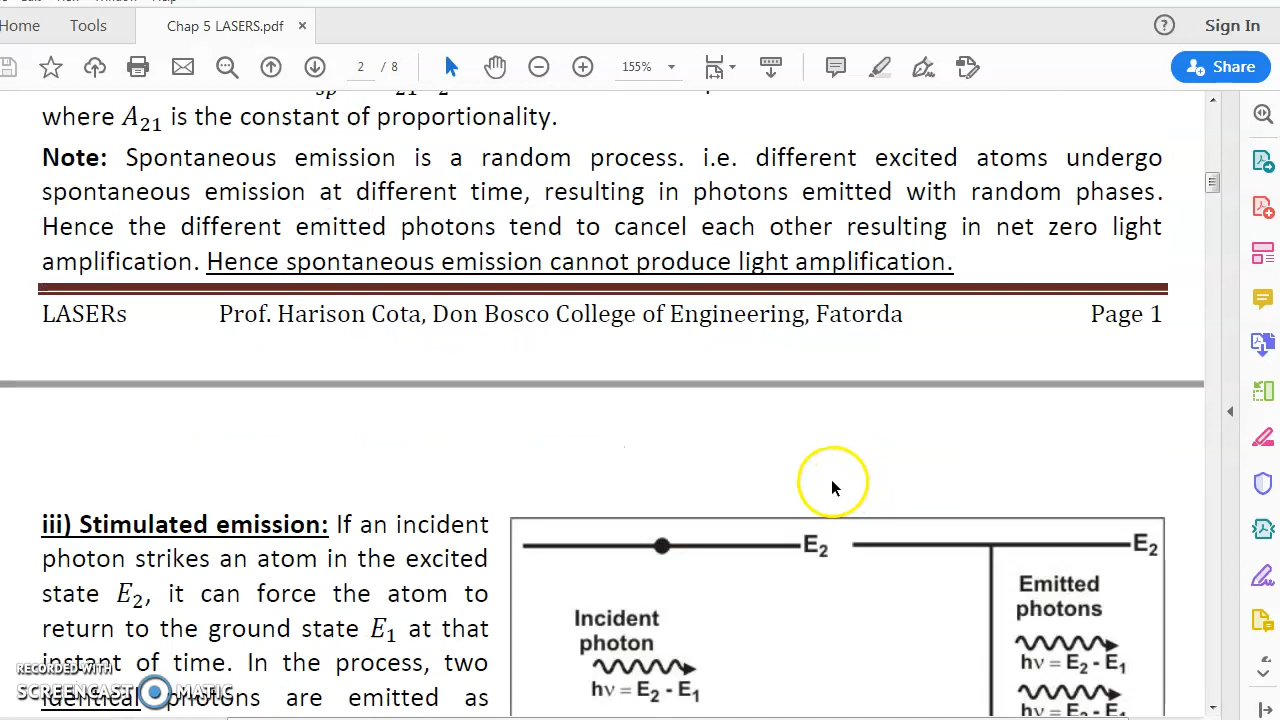 Home Tools Chap 5 LASERS.pdf × Sign In
2 / 8 155% Share
where A21 is the constant of proportionality.
Note: Spontaneous emission is a random process. i.e. different excited atoms undergo
spontaneous emission at different time, resulting in photons emitted with random phases.
Hence the different emitted photons tend to cancel each other resulting in net zero light
amplification. Hence spontaneous emission cannot produce light amplification.
LASERs Prof. Harison Cota, Don Bosco College of Engineering, Fatorda Page 1
iii) Stimulated emission: If an incident
photon strikes an atom in the excited
state E2, it can force the atom to
return to the ground state E1 at that
instant of time. In the process, two
identical photons are emitted as
E2 E2
Incident
photon
hν = E2 - E1
Emitted
photons
hν = E2 - E1
hν = E2 - E1
RECORDED WITH
SCREENCAST MATIC